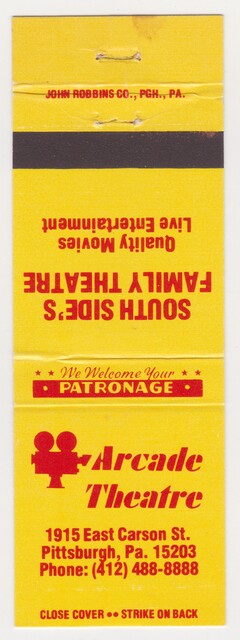 JOHN ROBBINS CO., PGH., PA.
SOUTH SIDE'S
FAMILY THEATRE
Quality Movies
Live Entertainment
We Welcome Your
PATRONAGE
Arcade
Theatre
1915 East Carson St.
Pittsburgh, Pa. 15203
Phone: (412) 488-8888
CLOSE COVER •• STRIKE ON BACK